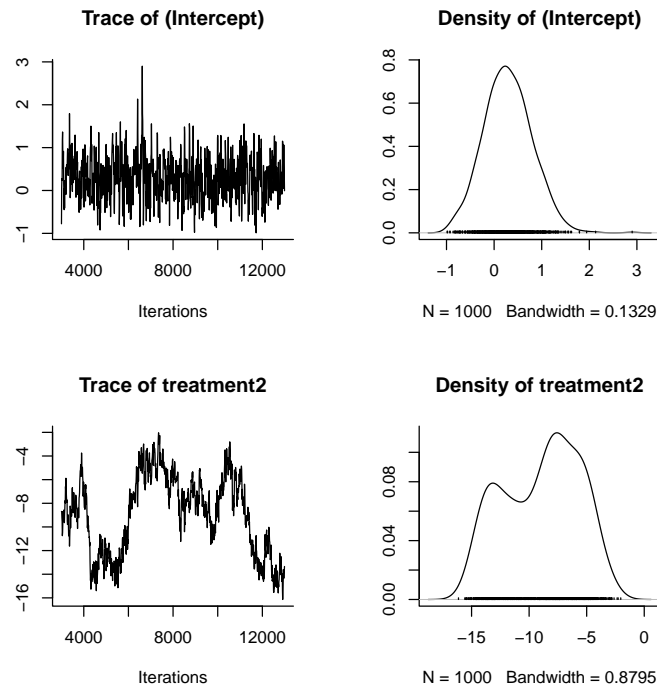 Trace of (Intercept)
3
2
1
0
−1
4000 8000 12000
Iterations
Density of (Intercept)
0.8
0.6
0.4
0.2
0.0
−1 0 1 2 3
N = 1000 Bandwidth = 0.1329
Trace of treatment2
−4
−8
−12
−16
4000 8000 12000
Iterations
Density of treatment2
0.08
0.04
0.00
−15 −10 −5 0
N = 1000 Bandwidth = 0.8795